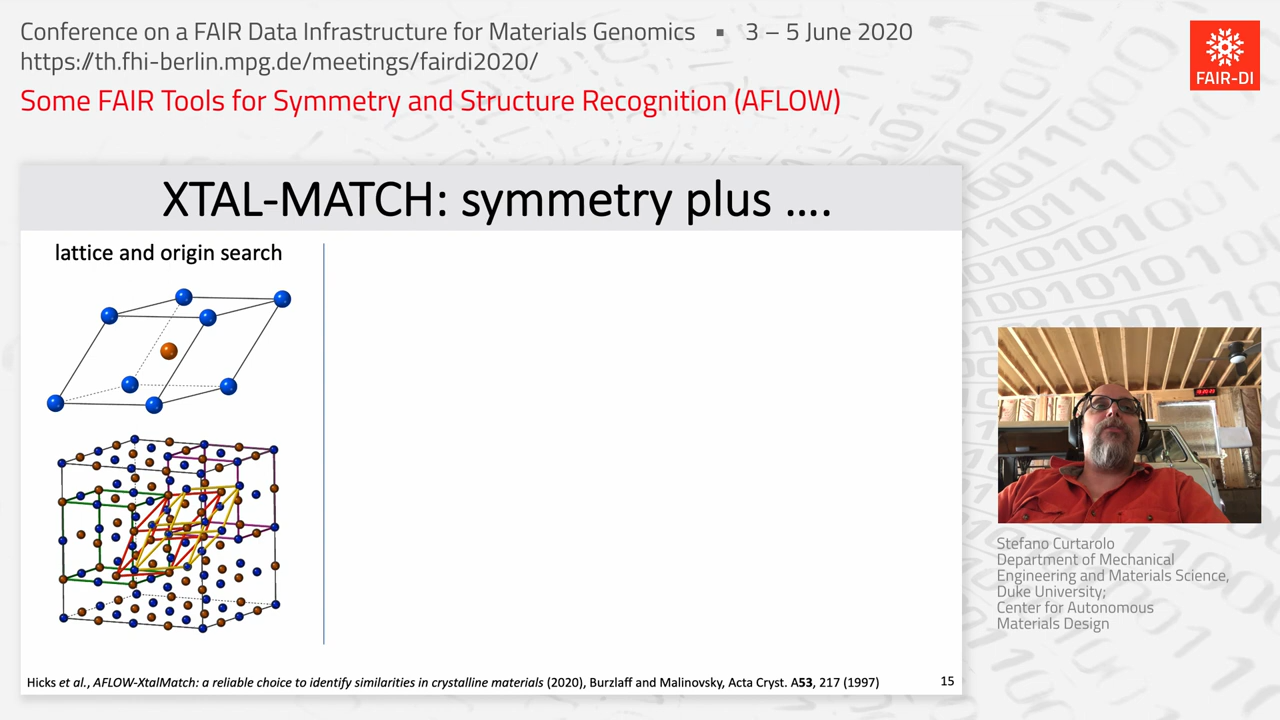 Conference on a FAIR Data Infrastructure for Materials Genomics ▪ 3 – 5 June 2020
https://th.fhi-berlin.mpg.de/meetings/fairdi2020/
Some FAIR Tools for Symmetry and Structure Recognition (AFLOW)
FAIR-DI
XTAL-MATCH: symmetry plus ....
lattice and origin search
Stefano Curtarolo
Department of Mechanical
Engineering and Materials Science,
Duke University;
Center for Autonomous
Materials Design
Hicks et al., AFLOW-XtalMatch: a reliable choice to identify similarities in crystalline materials (2020), Burzlaff and Malinovsky, Acta Cryst. A53, 217 (1997)
15